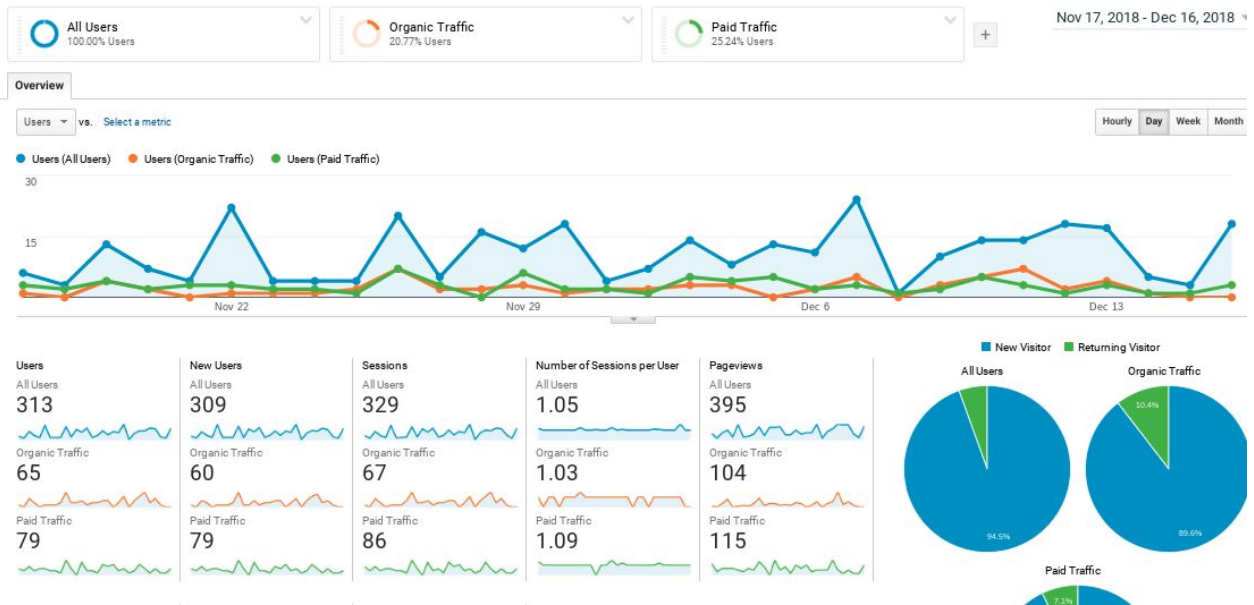 All Users
100.00% Users
Organic Traffic
20.77% Users
Paid Traffic
25.24% Users
+
Nov 17, 2018 - Dec 16, 2018
Overview
Users vs. Select a metric
Hourly Day Week Month
Users (All Users) Users (Organic Traffic) Users (Paid Traffic)
30
15
Nov 22 Nov 29 Dec 6 Dec 13
New Visitor Returning Visitor
Users
All Users
313
Organic Traffic
65
Paid Traffic
79
New Users
All Users
309
Organic Traffic
60
Paid Traffic
79
Sessions
All Users
329
Organic Traffic
67
Paid Traffic
86
Number of Sessions per User
All Users
1.05
Organic Traffic
1.03
Paid Traffic
1.09
Pageviews
All Users
395
Organic Traffic
104
Paid Traffic
115
All Users
94.5%
Organic Traffic
10.4%
89.6%
Paid Traffic
7.1%